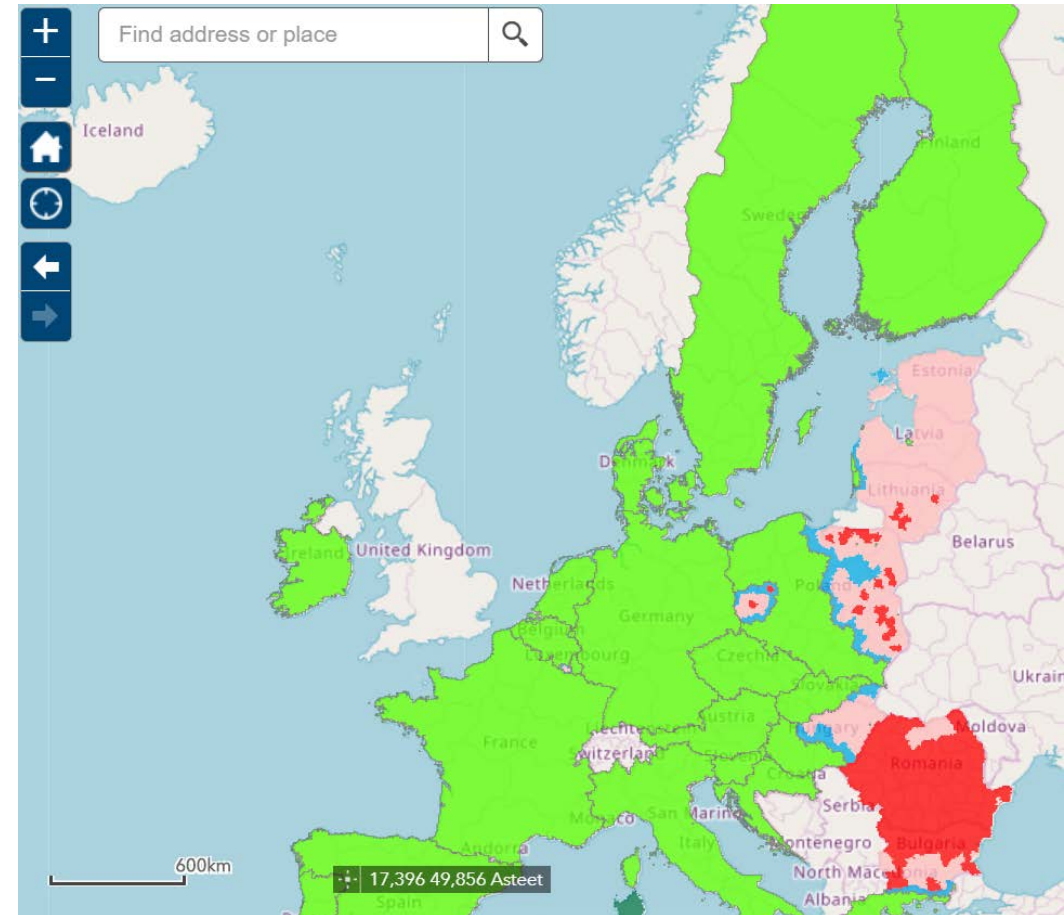 +
Find address or place
−
Iceland
Finland
Sweden
Estonia
Latvia
Denmark
Lithuania
Ireland
United Kingdom
Belarus
Netherlands
Poland
Germany
Belgium
Luxembourg
Czechia
Ukrain
Slovakia
Austria
Hungary
Moldova
Liechtenstein
France
Switzerland
Slovenia
Romania
Croatia
Serbia
Monaco
San Marino
Montenegro
Bulgaria
Italy
Andorra
North Macedonia
600km
17,396 49,856 Asteet
Albania
Spain